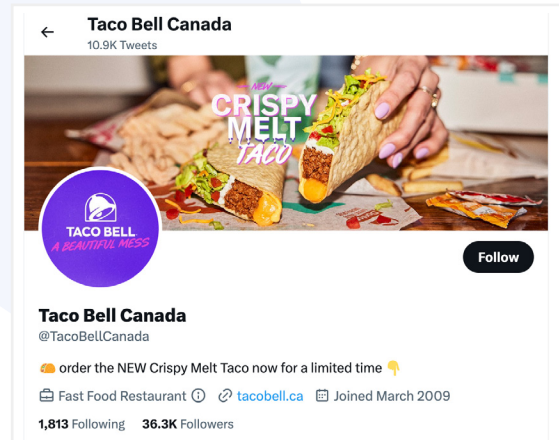 Taco Bell Canada
10.9K Tweets
NEW
CRISPY
MELT
TACO
TACO BELL
A BEAUTIFUL MESS
Follow
Taco Bell Canada
@TacoBellCanada
🌮 order the NEW Crispy Melt Taco now for a limited time 👇
Fast Food Restaurant tacobell.ca Joined March 2009
1,813 Following 36.3K Followers